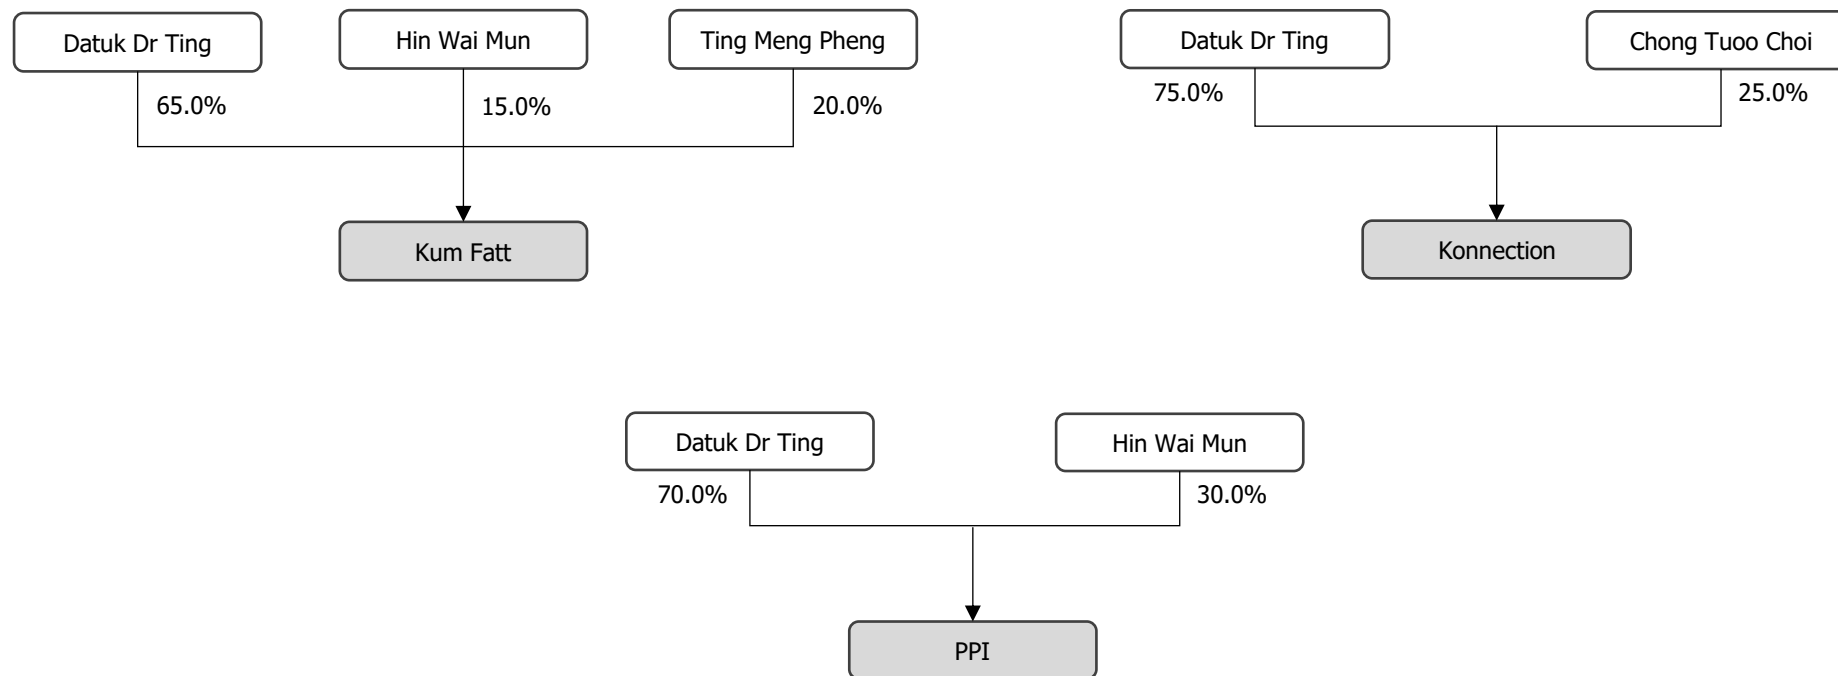 Datuk Dr Ting
Hin Wai Mun
Ting Meng Pheng
65.0%
15.0%
20.0%
Kum Fatt
Datuk Dr Ting
Chong Tuoo Choi
75.0%
25.0%
Konnection
Datuk Dr Ting
Hin Wai Mun
70.0%
30.0%
PPI